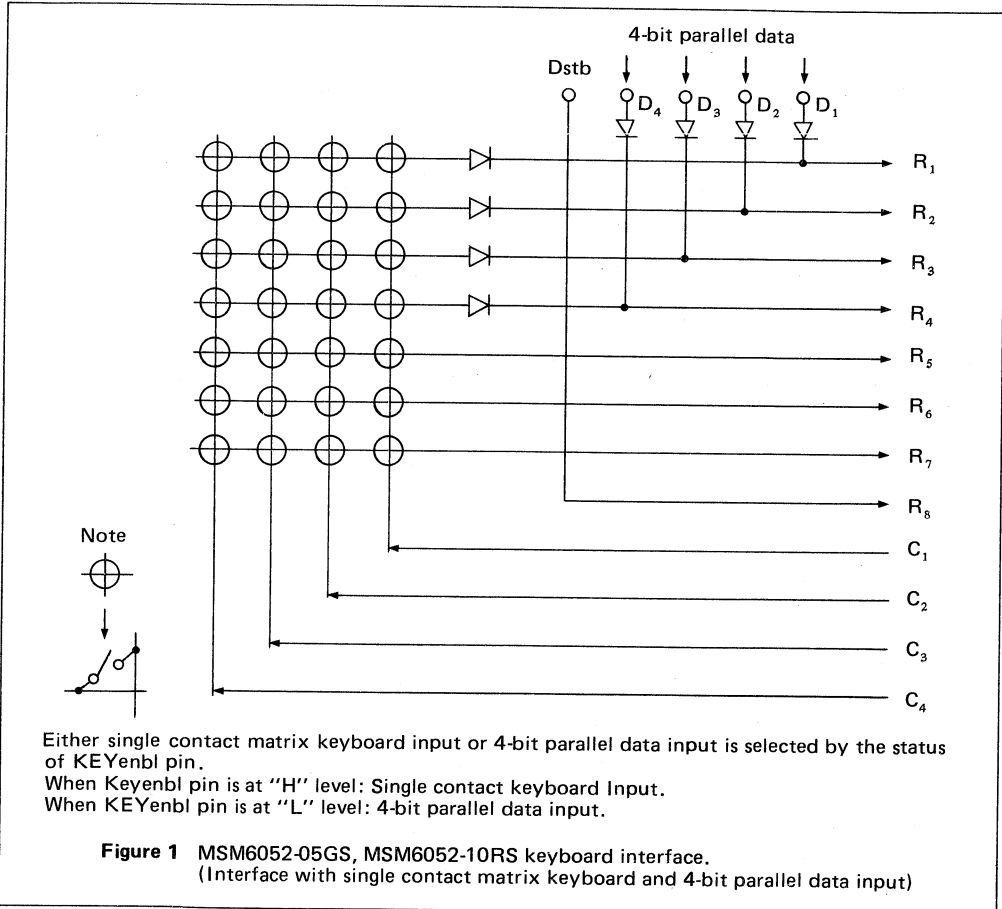 4-bit parallel data
Dstb
D₄ D₃ D₂ D₁
R₁
R₂
R₃
R₄
R₅
R₆
R₇
R₈
Note
C₁
C₂
C₃
C₄
Either single contact matrix keyboard input or 4-bit parallel data input is selected by the status
of KEYenbl pin.
When Keyenbl pin is at "H" level: Single contact keyboard Input.
When KEYenbl pin is at "L" level: 4-bit parallel data input.
Figure 1 MSM6052-05GS, MSM6052-10RS keyboard interface.
(Interface with single contact matrix keyboard and 4-bit parallel data input)